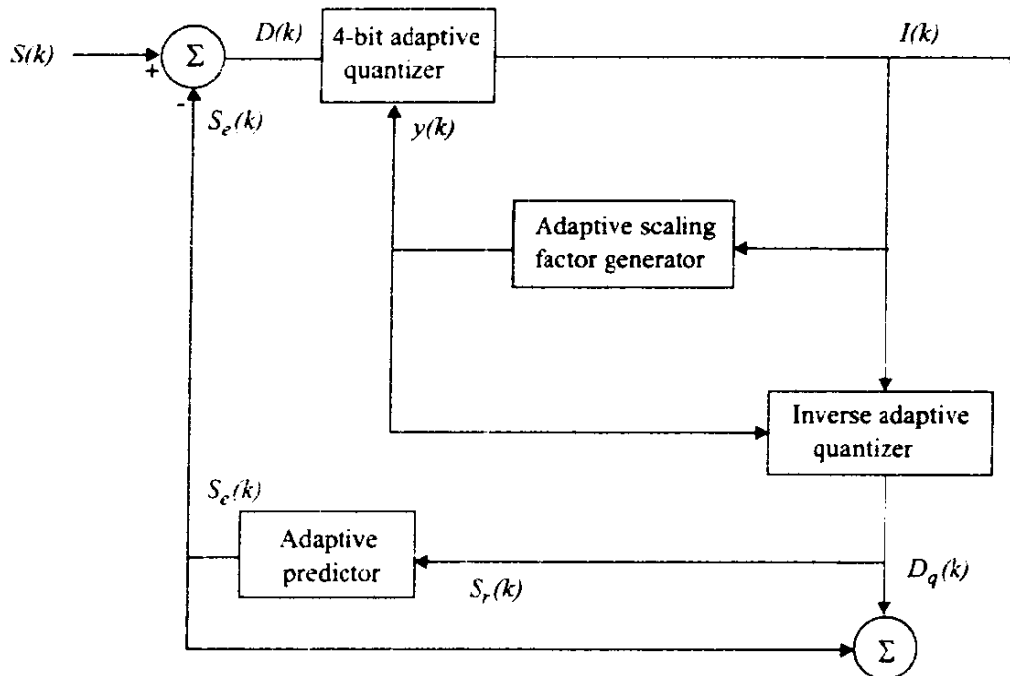 S(k)
+
-
Σ
D(k)
4-bit adaptive
quantizer
I(k)
S_e(k)
y(k)
Adaptive scaling
factor generator
Inverse adaptive
quantizer
S_e(k)
Adaptive
predictor
S_r(k)
D_q(k)
Σ